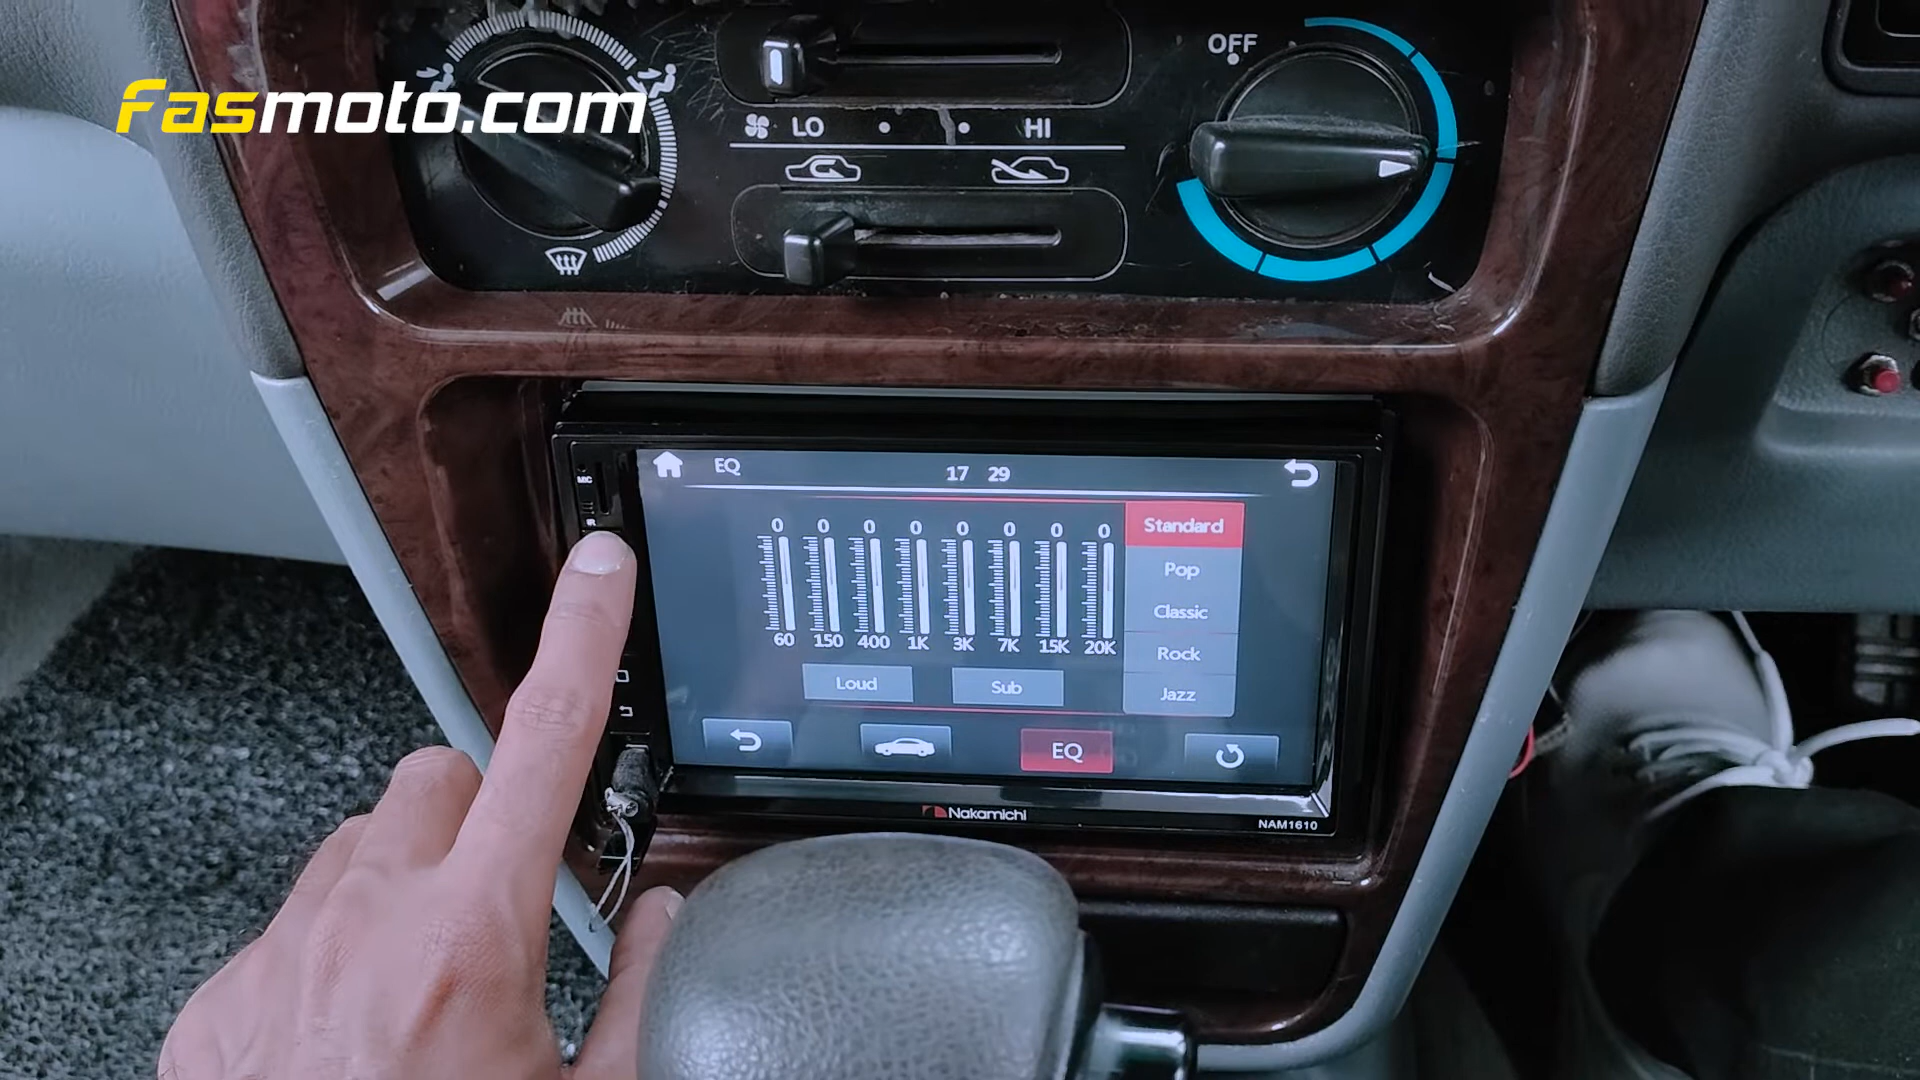 OFF
fasmoto.com
LO HI
MIC
IR
EQ 17 29
0 0 0 0 0 0 0 0
Standard
Pop
Classic
Rock
Jazz
60 150 400 1K 3K 7K 15K 20K
Loud Sub
EQ
Nakamichi
NAM1610